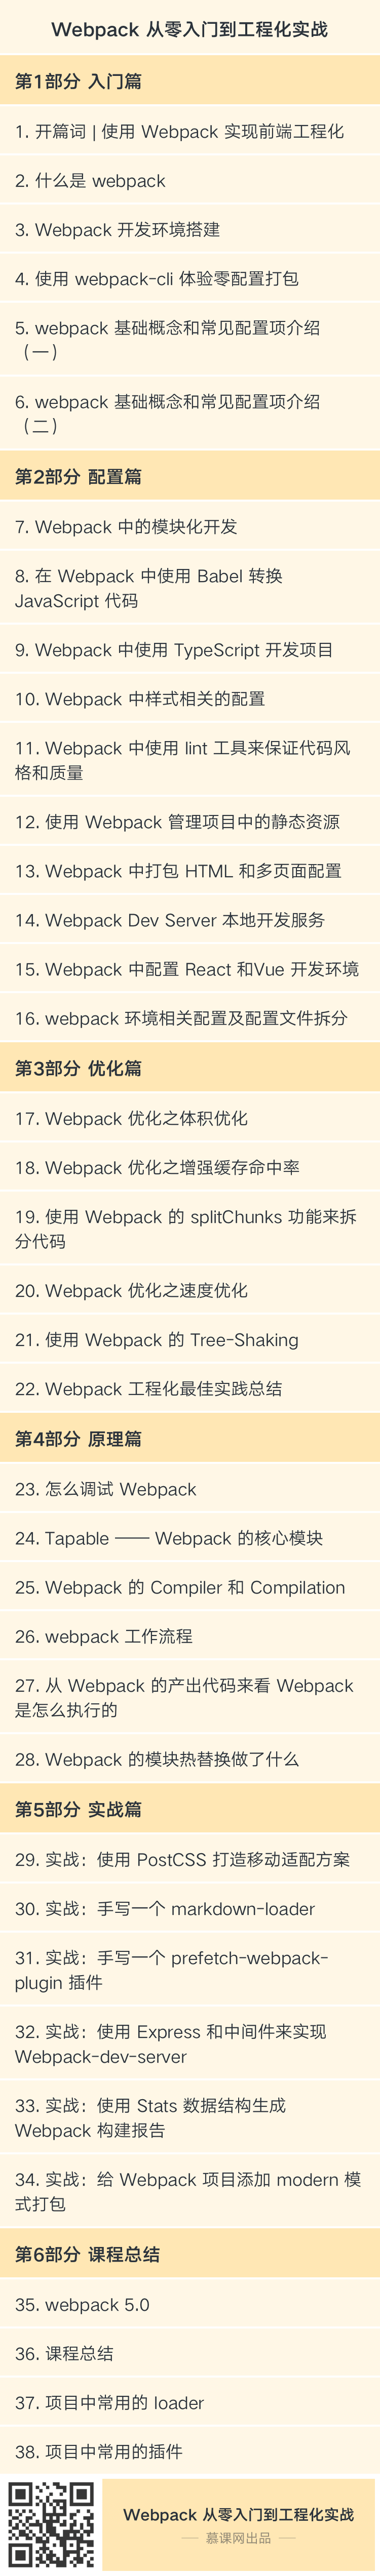 Webpack 从零入门到工程化实战
第1部分 入门篇
1. 开篇词 | 使用 Webpack 实现前端工程化
2. 什么是 webpack
3. Webpack 开发环境搭建
4. 使用 webpack-cli 体验零配置打包
5. webpack 基础概念和常见配置项介绍
（一）
6. webpack 基础概念和常见配置项介绍
（二）
第2部分 配置篇
7. Webpack 中的模块化开发
8. 在 Webpack 中使用 Babel 转换
JavaScript 代码
9. Webpack 中使用 TypeScript 开发项目
10. Webpack 中样式相关的配置
11. Webpack 中使用 lint 工具来保证代码风
格和质量
12. 使用 Webpack 管理项目中的静态资源
13. Webpack 中打包 HTML 和多页面配置
14. Webpack Dev Server 本地开发服务
15. Webpack 中配置 React 和Vue 开发环境
16. webpack 环境相关配置及配置文件拆分
第3部分 优化篇
17. Webpack 优化之体积优化
18. Webpack 优化之增强缓存命中率
19. 使用 Webpack 的 splitChunks 功能来拆
分代码
20. Webpack 优化之速度优化
21. 使用 Webpack 的 Tree-Shaking
22. Webpack 工程化最佳实践总结
第4部分 原理篇
23. 怎么调试 Webpack
24. Tapable —— Webpack 的核心模块
25. Webpack 的 Compiler 和 Compilation
26. webpack 工作流程
27. 从 Webpack 的产出代码来看 Webpack
是怎么执行的
28. Webpack 的模块热替换做了什么
第5部分 实战篇
29. 实战：使用 PostCSS 打造移动适配方案
30. 实战：手写一个 markdown-loader
31. 实战：手写一个 prefetch-webpack-
plugin 插件
32. 实战：使用 Express 和中间件来实现
Webpack-dev-server
33. 实战：使用 Stats 数据结构生成
Webpack 构建报告
34. 实战：给 Webpack 项目添加 modern 模
式打包
第6部分 课程总结
35. webpack 5.0
36. 课程总结
37. 项目中常用的 loader
38. 项目中常用的插件
Webpack 从零入门到工程化实战
— 慕课网出品 —